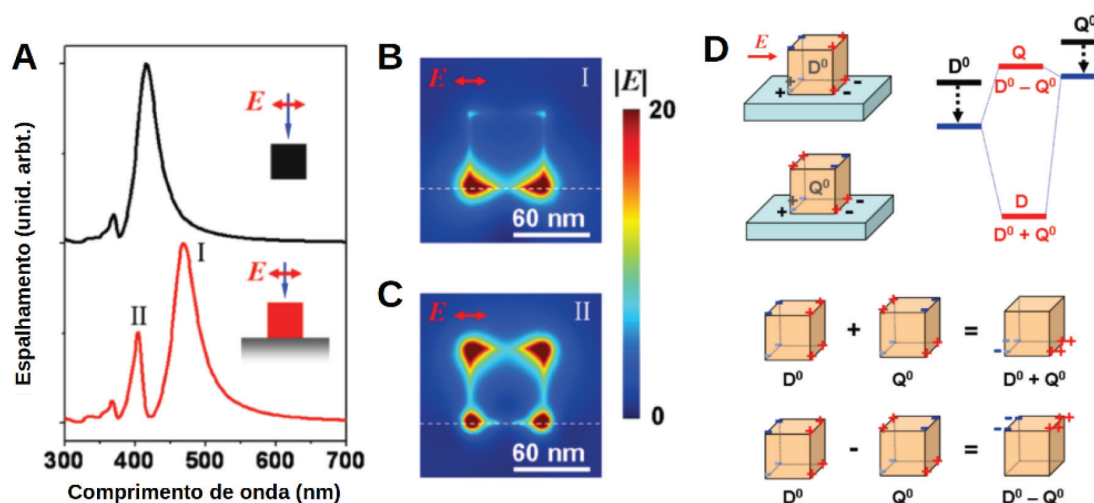 A
Espalhamento (unid. arbt.)
E
I
II
E
300 400 500 600 700
Comprimento de onda (nm)
B
E
I
60 nm
C
E
II
60 nm
|E|
20
0
D
E
D⁰
+
+
-
-
Q⁰
+
+
-
-
D⁰
Q
D⁰ – Q⁰
Q⁰
D
D⁰ + Q⁰
+
=
D⁰
Q⁰
D⁰ + Q⁰
-
=
D⁰
Q⁰
D⁰ – Q⁰